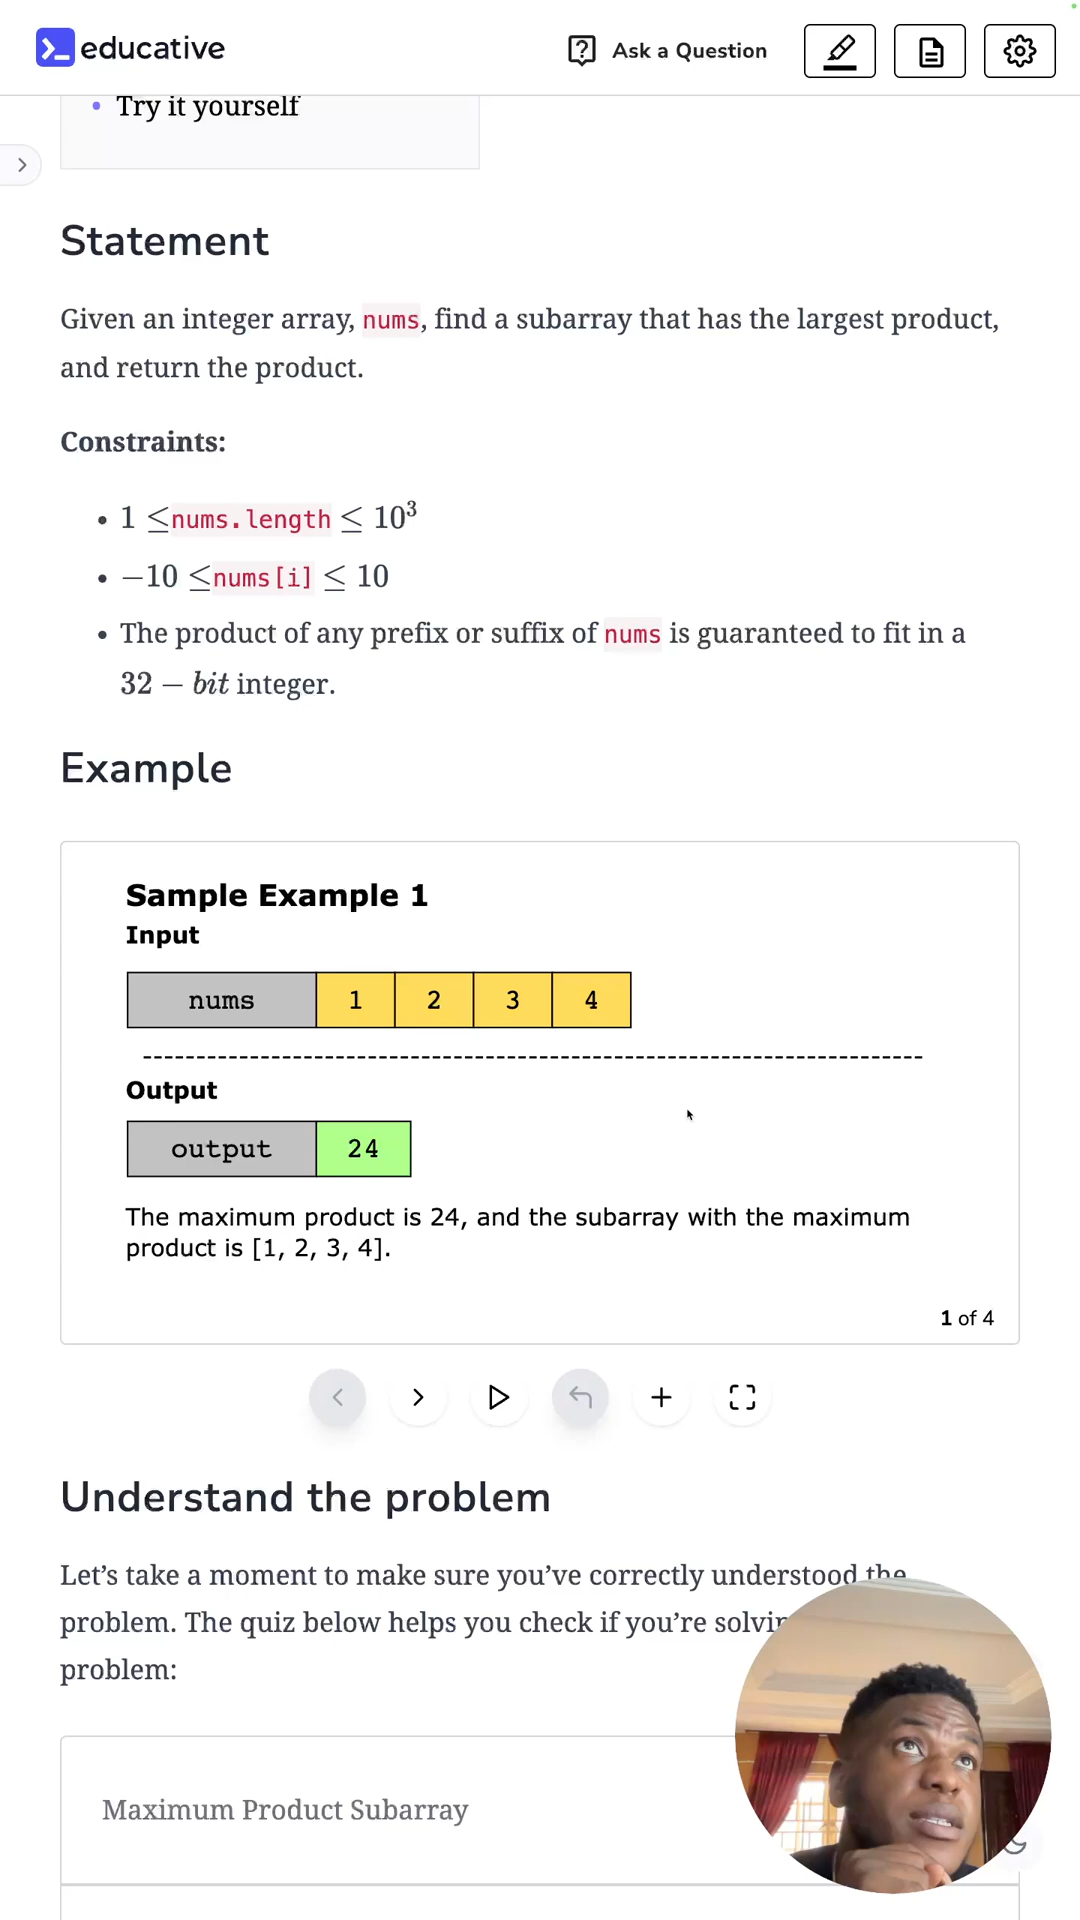 educative
Ask a Question
Try it yourself
Statement
Given an integer array, nums, find a subarray that has the largest product,
and return the product.
Constraints:
1 ≤ nums.length ≤ 10³
−10 ≤ nums[i] ≤ 10
The product of any prefix or suffix of nums is guaranteed to fit in a
32 − bit integer.
Example
Sample Example 1
Input
nums 1 2 3 4
Output
output 24
The maximum product is 24, and the subarray with the maximum
product is [1, 2, 3, 4].
1 of 4
Understand the problem
Let’s take a moment to make sure you’ve correctly understood the
problem. The quiz below helps you check if you’re
problem:
Maximum Product Subarray